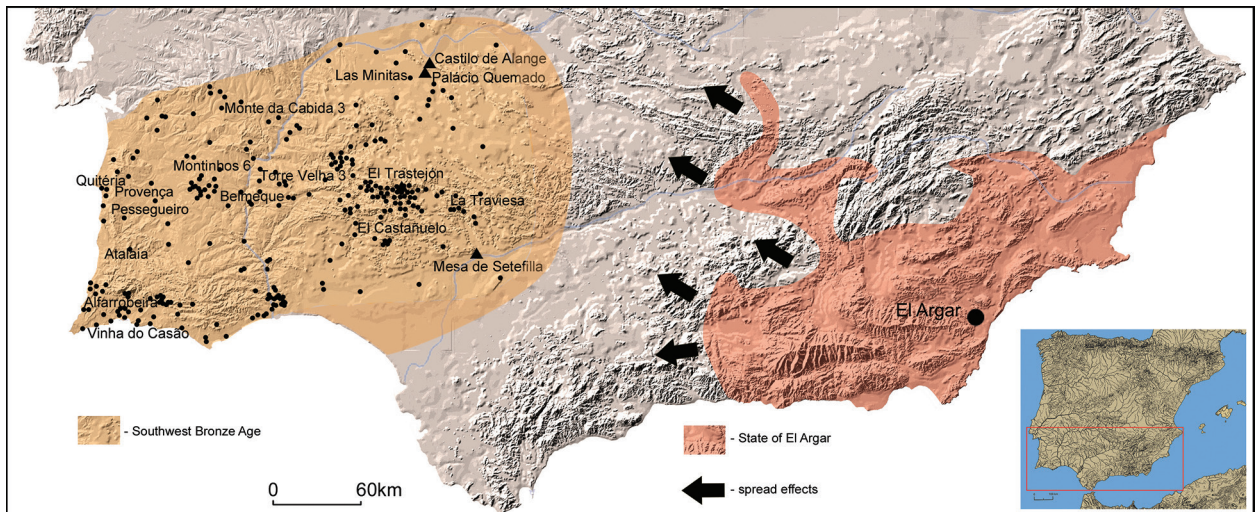 Castilo de Alange
Las Minitas
Palácio Quemado
Monte da Cabida 3
Montinhos 6
Torre Velha 3
El Trastejón
Quitéria
Provença
Belmeque
La Traviesa
Pessegueiro
El Castañuelo
Atalaía
Mesa de Setefilla
Alfarrobeira
Vinha do Casão
El Argar
- Southwest Bronze Age
- State of El Argar
- spread effects
0 60km